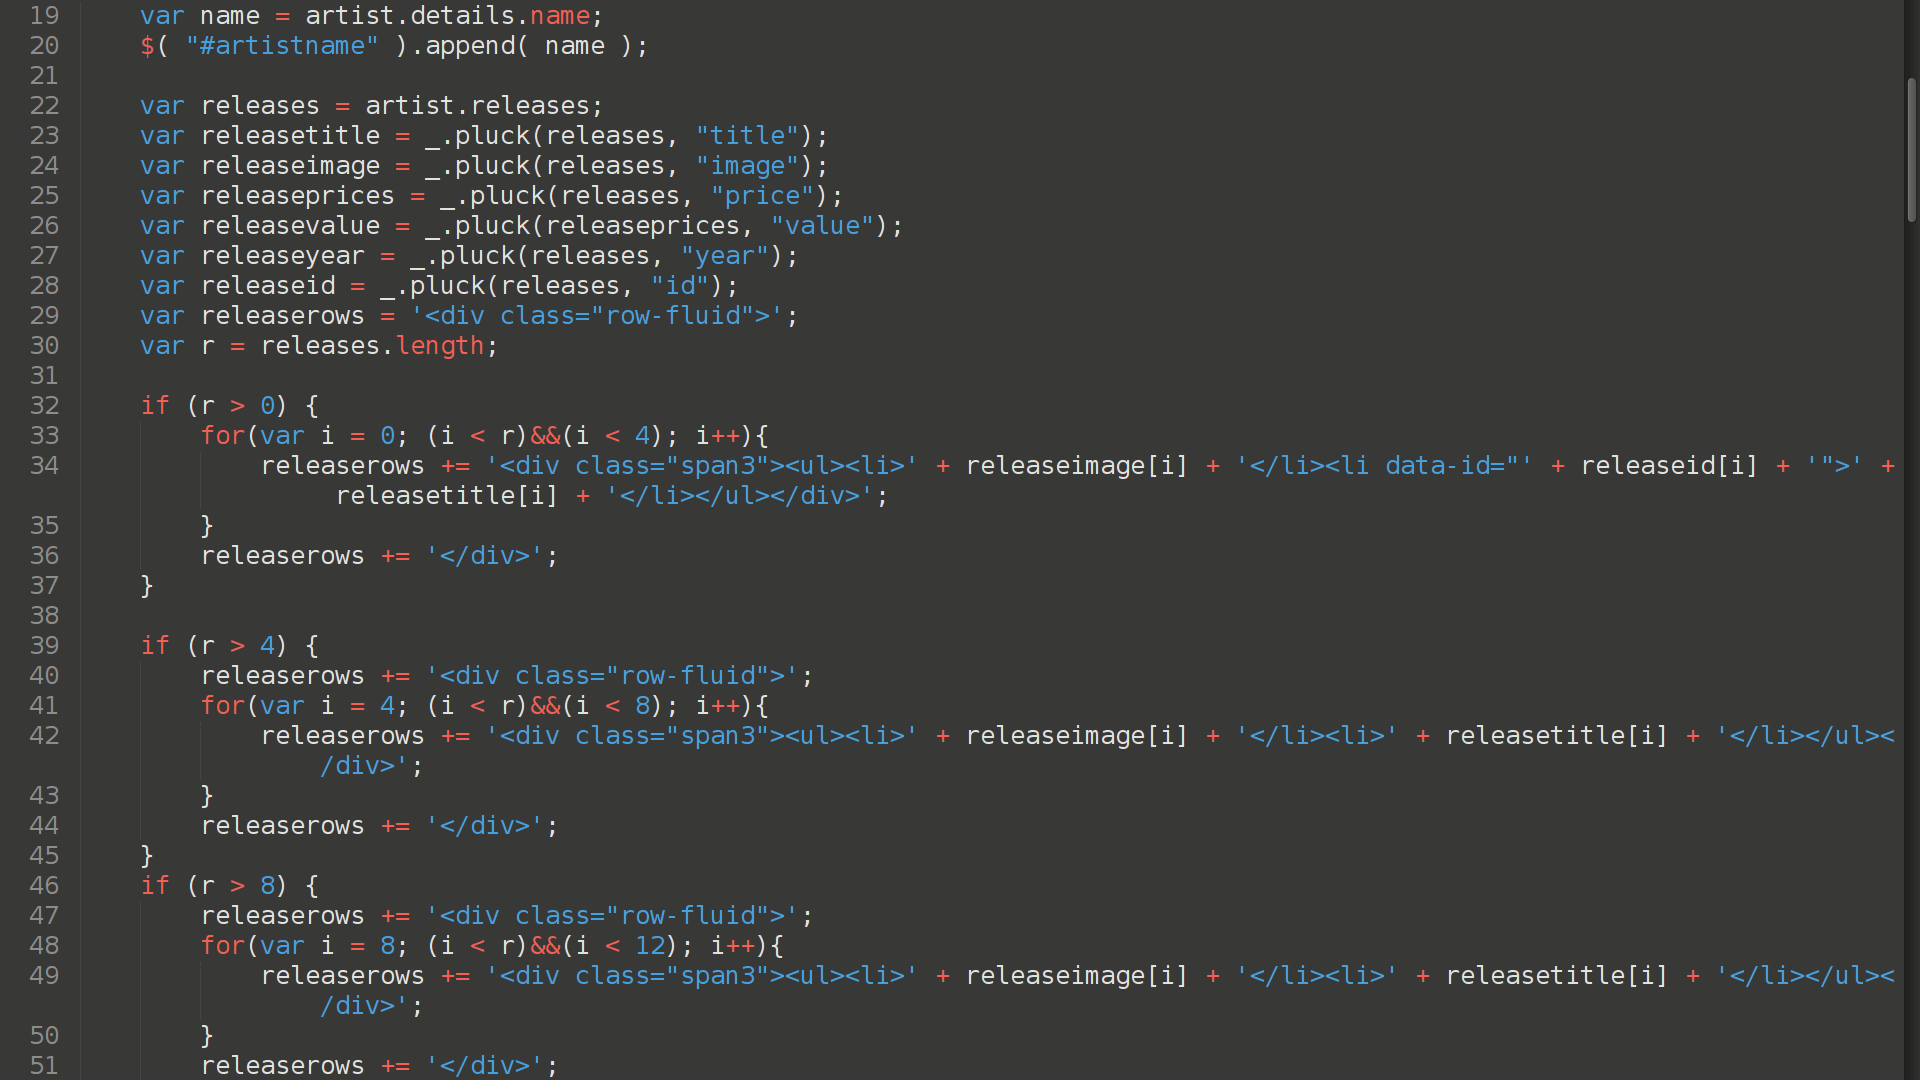 19 var name = artist.details.name;
20 $( "#artistname" ).append( name );
21
22 var releases = artist.releases;
23 var releasetitle = _.pluck(releases, "title");
24 var releaseimage = _.pluck(releases, "image");
25 var releaseprices = _.pluck(releases, "price");
26 var releasevalue = _.pluck(releaseprices, "value");
27 var releaseyear = _.pluck(releases, "year");
28 var releaseid = _.pluck(releases, "id");
29 var releaserows = '<div class="row-fluid">';
30 var r = releases.length;
31
32 if (r > 0) {
33 for(var i = 0; (i < r)&&(i < 4); i++){
34 releaserows += '<div class="span3"><ul><li>' + releaseimage[i] + '</li><li data-id="' + releaseid[i] + '">' +
releasetitle[i] + '</li></ul></div>';
35 }
36 releaserows += '</div>';
37 }
38
39 if (r > 4) {
40 releaserows += '<div class="row-fluid">';
41 for(var i = 4; (i < r)&&(i < 8); i++){
42 releaserows += '<div class="span3"><ul><li>' + releaseimage[i] + '</li><li>' + releasetitle[i] + '</li></ul><
/div>';
43 }
44 releaserows += '</div>';
45 }
46 if (r > 8) {
47 releaserows += '<div class="row-fluid">';
48 for(var i = 8; (i < r)&&(i < 12); i++){
49 releaserows += '<div class="span3"><ul><li>' + releaseimage[i] + '</li><li>' + releasetitle[i] + '</li></ul><
/div>';
50 }
51 releaserows += '</div>';